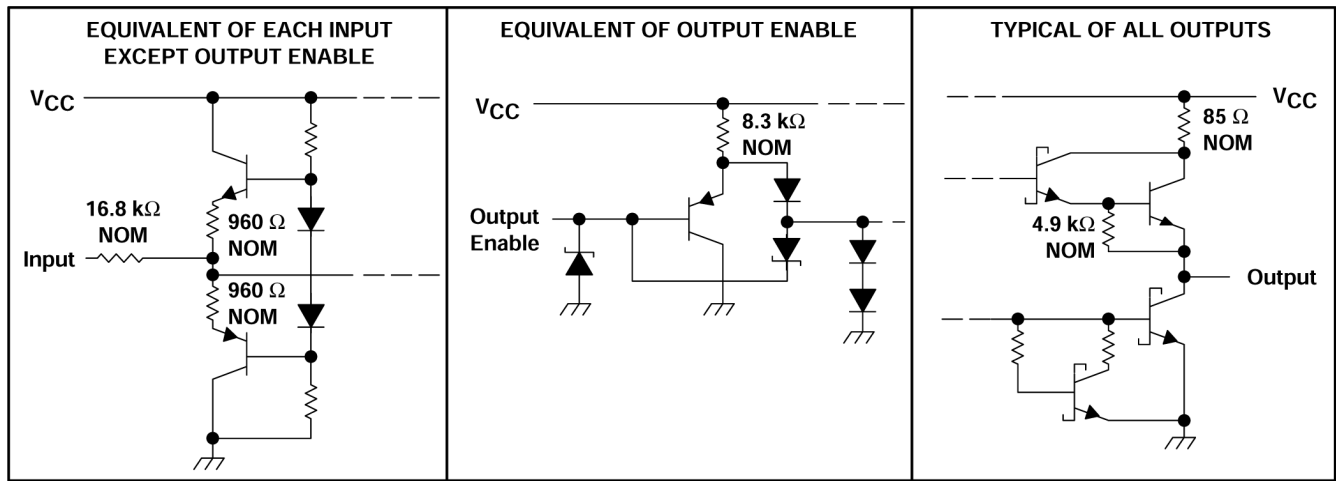 EQUIVALENT OF EACH INPUT
EXCEPT OUTPUT ENABLE
VCC
16.8 kΩ
NOM
960 Ω
NOM
Input
960 Ω
NOM
EQUIVALENT OF OUTPUT ENABLE
VCC
8.3 kΩ
NOM
Output
Enable
TYPICAL OF ALL OUTPUTS
VCC
85 Ω
NOM
4.9 kΩ
NOM
Output